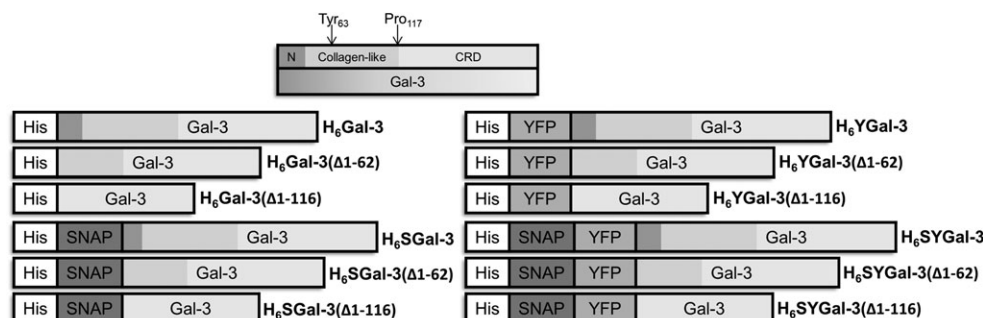 Tyr63 Pro117
N Collagen-like CRD
Gal-3
His Gal-3 H6Gal-3
His Gal-3 H6Gal-3(Δ1-62)
His Gal-3 H6Gal-3(Δ1-116)
His SNAP Gal-3 H6SGal-3
His SNAP Gal-3 H6SGal-3(Δ1-62)
His SNAP Gal-3 H6SGal-3(Δ1-116)
His YFP Gal-3 H6YGal-3
His YFP Gal-3 H6YGal-3(Δ1-62)
His YFP Gal-3 H6YGal-3(Δ1-116)
His SNAP YFP Gal-3 H6SYGal-3
His SNAP YFP Gal-3 H6SYGal-3(Δ1-62)
His SNAP YFP Gal-3 H6SYGal-3(Δ1-116)